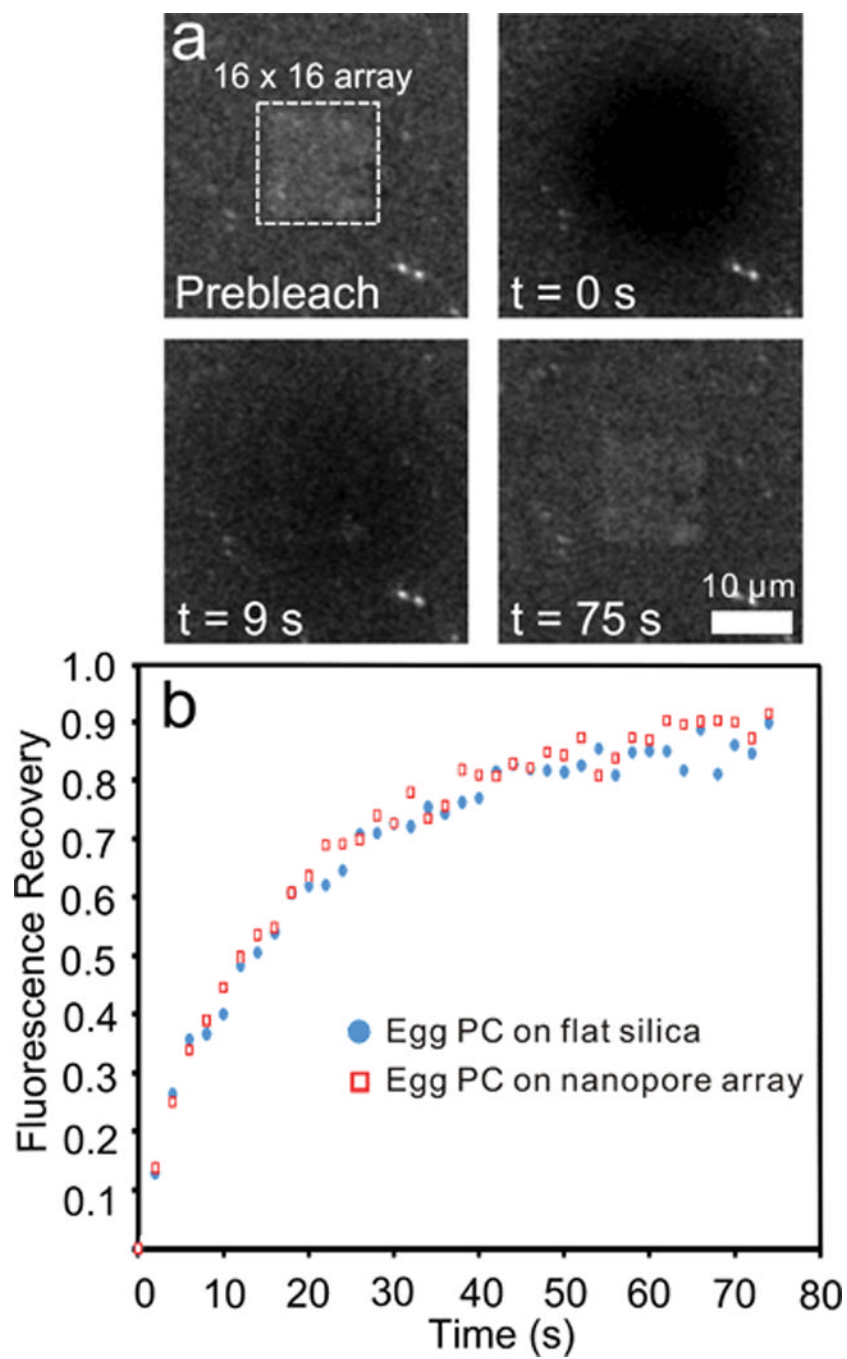 a
16 x 16 array
Prebleach
t = 0 s
t = 9 s
t = 75 s
10 µm
b
1.0
0.9
0.8
0.7
0.6
0.5
0.4
0.3
0.2
0.1
Fluorescence Recovery
Egg PC on flat silica
Egg PC on nanopore array
0 10 20 30 40 50 60 70 80
Time (s)